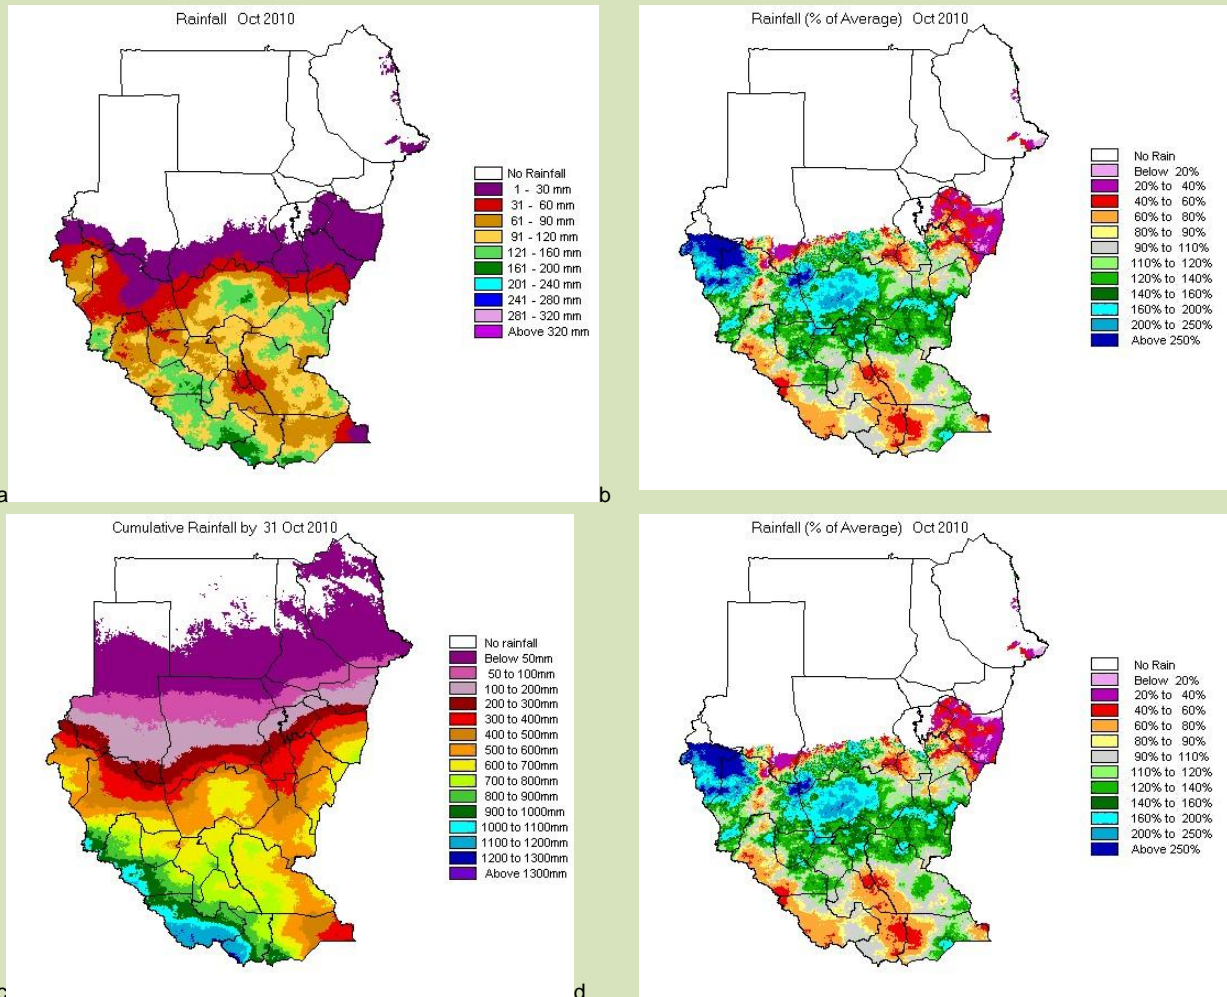 Rainfall Oct 2010
No Rainfall
1 - 30 mm
31 - 60 mm
61 - 90 mm
91 - 120 mm
121 - 160 mm
161 - 200 mm
201 - 240 mm
241 - 280 mm
281 - 320 mm
Above 320 mm
a
Rainfall (% of Average) Oct 2010
No Rain
Below 20%
20% to 40%
40% to 60%
60% to 80%
80% to 90%
90% to 110%
110% to 120%
120% to 140%
140% to 160%
160% to 200%
200% to 250%
Above 250%
b
Cumulative Rainfall by 31 Oct 2010
No rainfall
Below 50mm
50 to 100mm
100 to 200mm
200 to 300mm
300 to 400mm
400 to 500mm
500 to 600mm
600 to 700mm
700 to 800mm
800 to 900mm
900 to 1000mm
1000 to 1100mm
1100 to 1200mm
1200 to 1300mm
Above 1300mm
c
Rainfall (% of Average) Oct 2010
No Rain
Below 20%
20% to 40%
40% to 60%
60% to 80%
80% to 90%
90% to 110%
110% to 120%
120% to 140%
140% to 160%
160% to 200%
200% to 250%
Above 250%
d